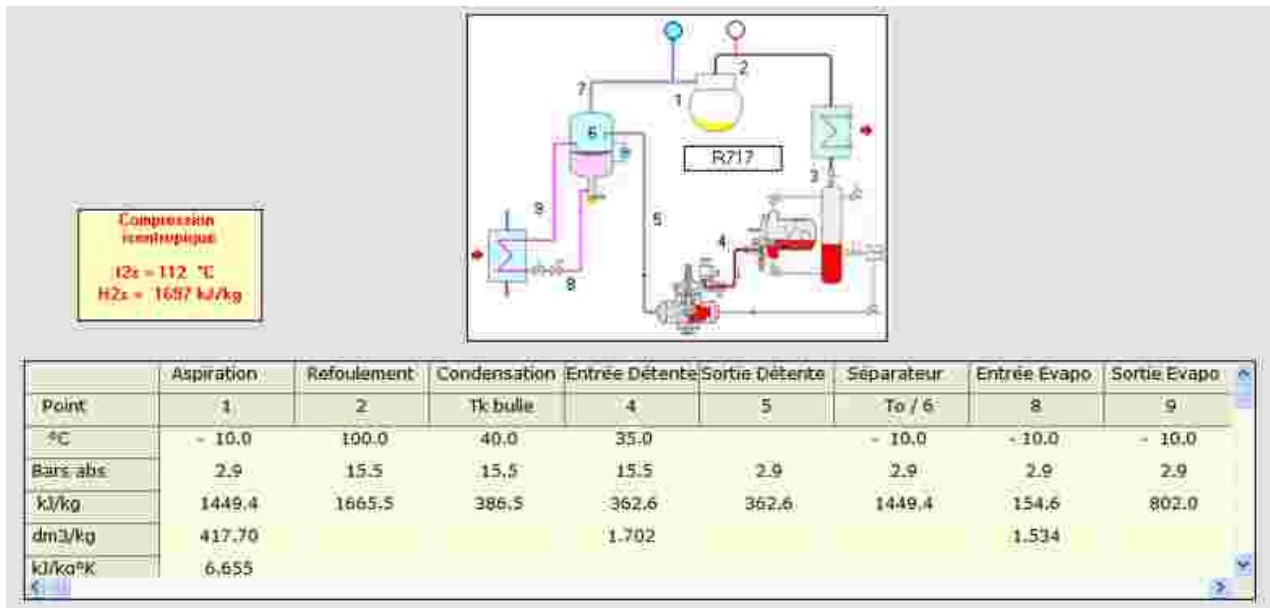 2
7
1
6
R717
3
9
5
4
8
Compression
isentropique
t2s = 112 °C
H2s = 1697 kJ/kg
Aspiration Refoulement Condensation Entrée Détente Sortie Détente Séparateur Entrée Evapo Sortie Evapo
Point 1 2 Tk bulle 4 5 To / 6 8 9
°C - 10.0 100.0 40.0 35.0 - 10.0 - 10.0 - 10.0
Bars abs 2.9 15.5 15.5 15.5 2.9 2.9 2.9 2.9
kJ/kg 1449.4 1665.5 386.5 362.6 362.6 1449.4 154.6 802.0
dm3/kg 417.70 1.702 1.534
kJ/kg°K 6.655